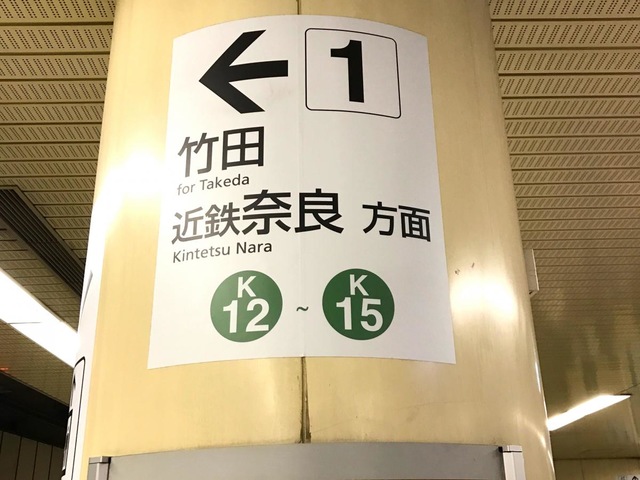 ← 1
竹田
for Takeda
近鉄奈良 方面
Kintetsu Nara
K 12 ~ K 15